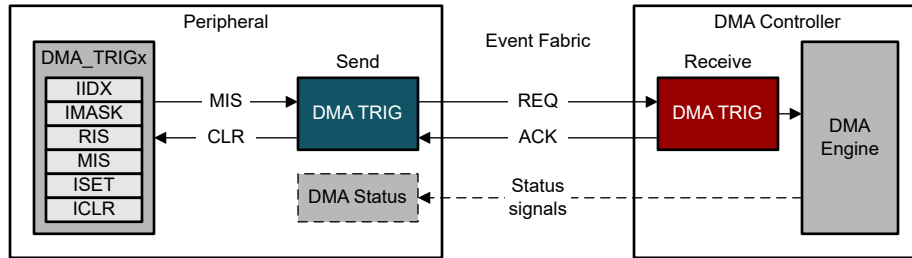 Peripheral
DMA_TRIGx
IIDX
IMASK
RIS
MIS
ISET
ICLR
MIS
CLR
Send
DMA TRIG
DMA Status
Event Fabric
REQ
ACK
Status
signals
DMA Controller
Receive
DMA TRIG
DMA
Engine